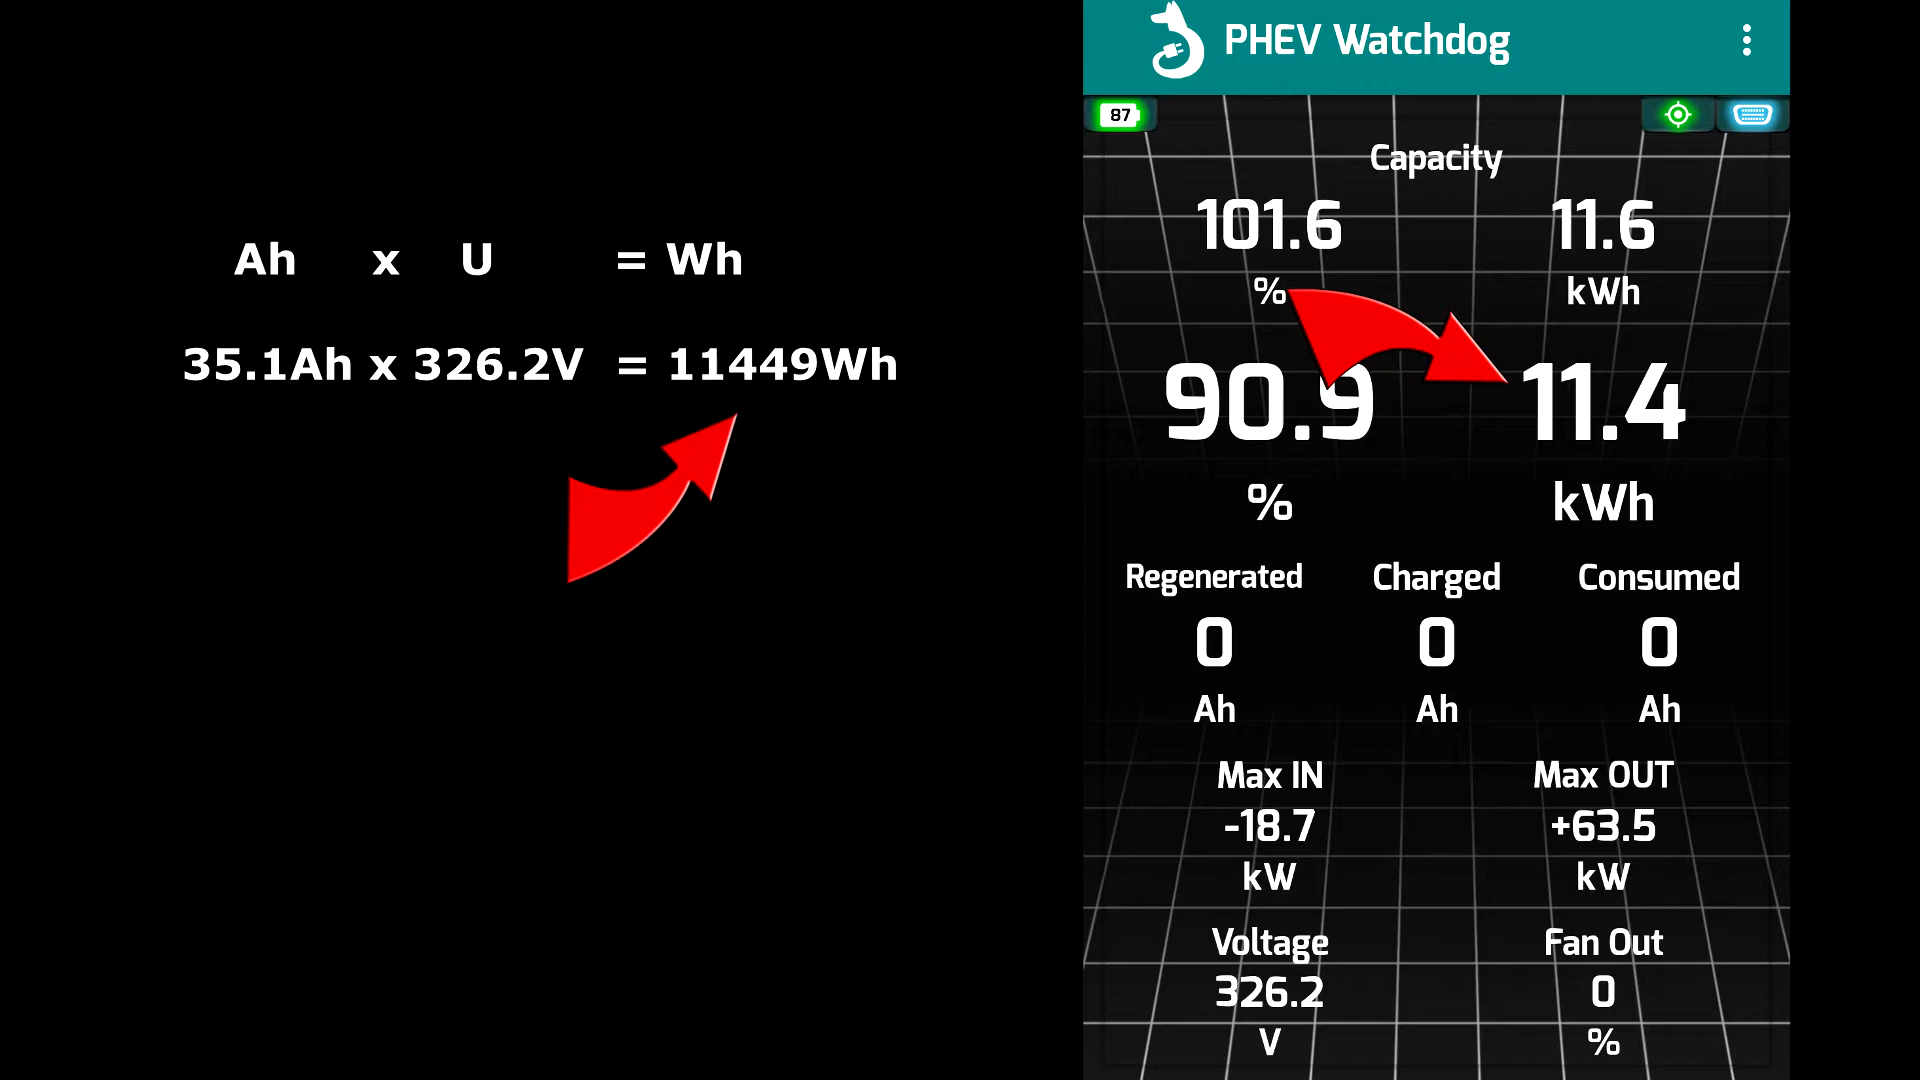 Ah x U = Wh
35.1Ah x 326.2V = 11449Wh
PHEV Watchdog
87
Capacity
101.6 11.6
% kWh
90.9 11.4
% kWh
Regenerated Charged Consumed
0 0 0
Ah Ah Ah
Max IN Max OUT
-18.7 +63.5
kW kW
Voltage Fan Out
326.2 0
V %